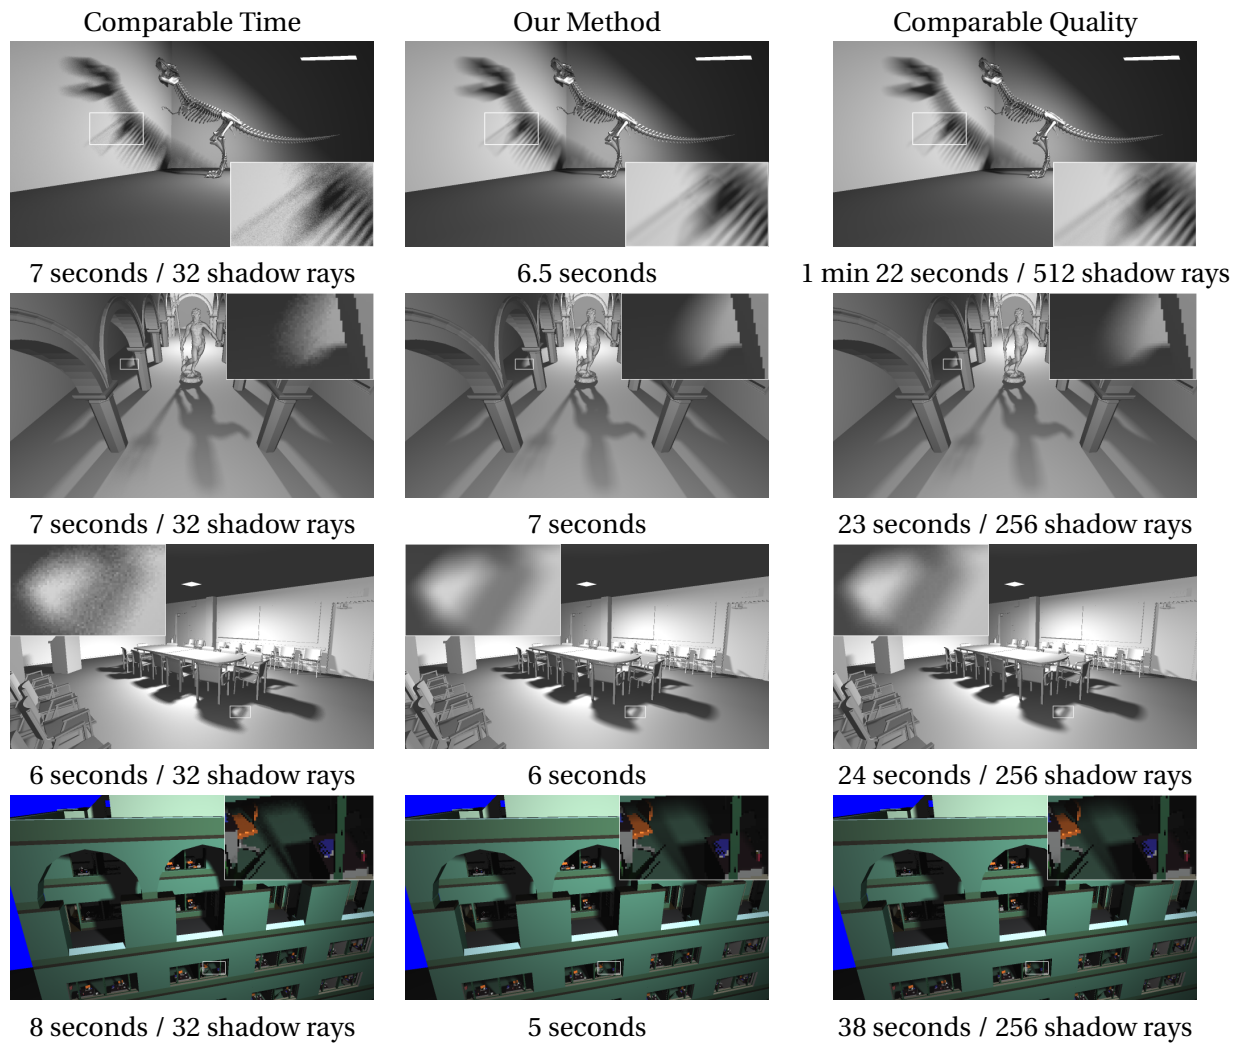 Comparable Time Our Method Comparable Quality
7 seconds / 32 shadow rays 6.5 seconds 1 min 22 seconds / 512 shadow rays
7 seconds / 32 shadow rays 7 seconds 23 seconds / 256 shadow rays
6 seconds / 32 shadow rays 6 seconds 24 seconds / 256 shadow rays
8 seconds / 32 shadow rays 5 seconds 38 seconds / 256 shadow rays